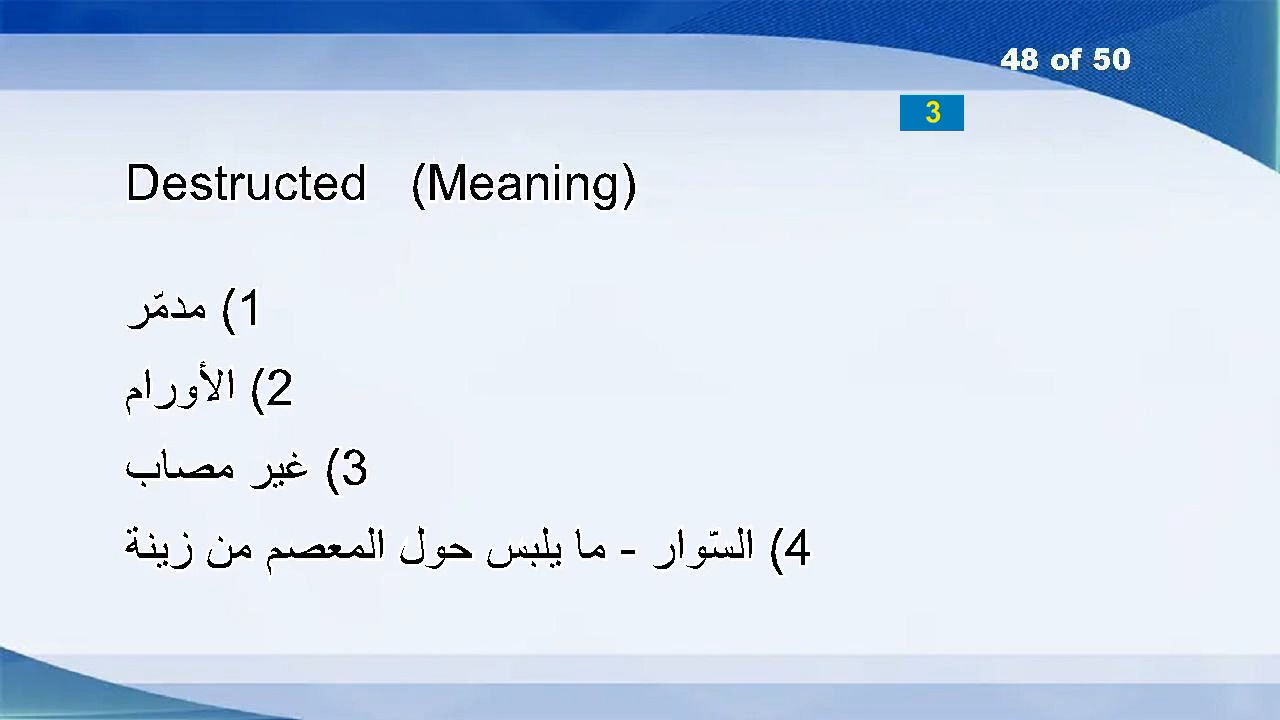 48 of 50
3
Destructed (Meaning)
1) مدمّر
2) الأورام
3) غير مصاب
4) السّوار - ما يلبس حول المعصم من زينة